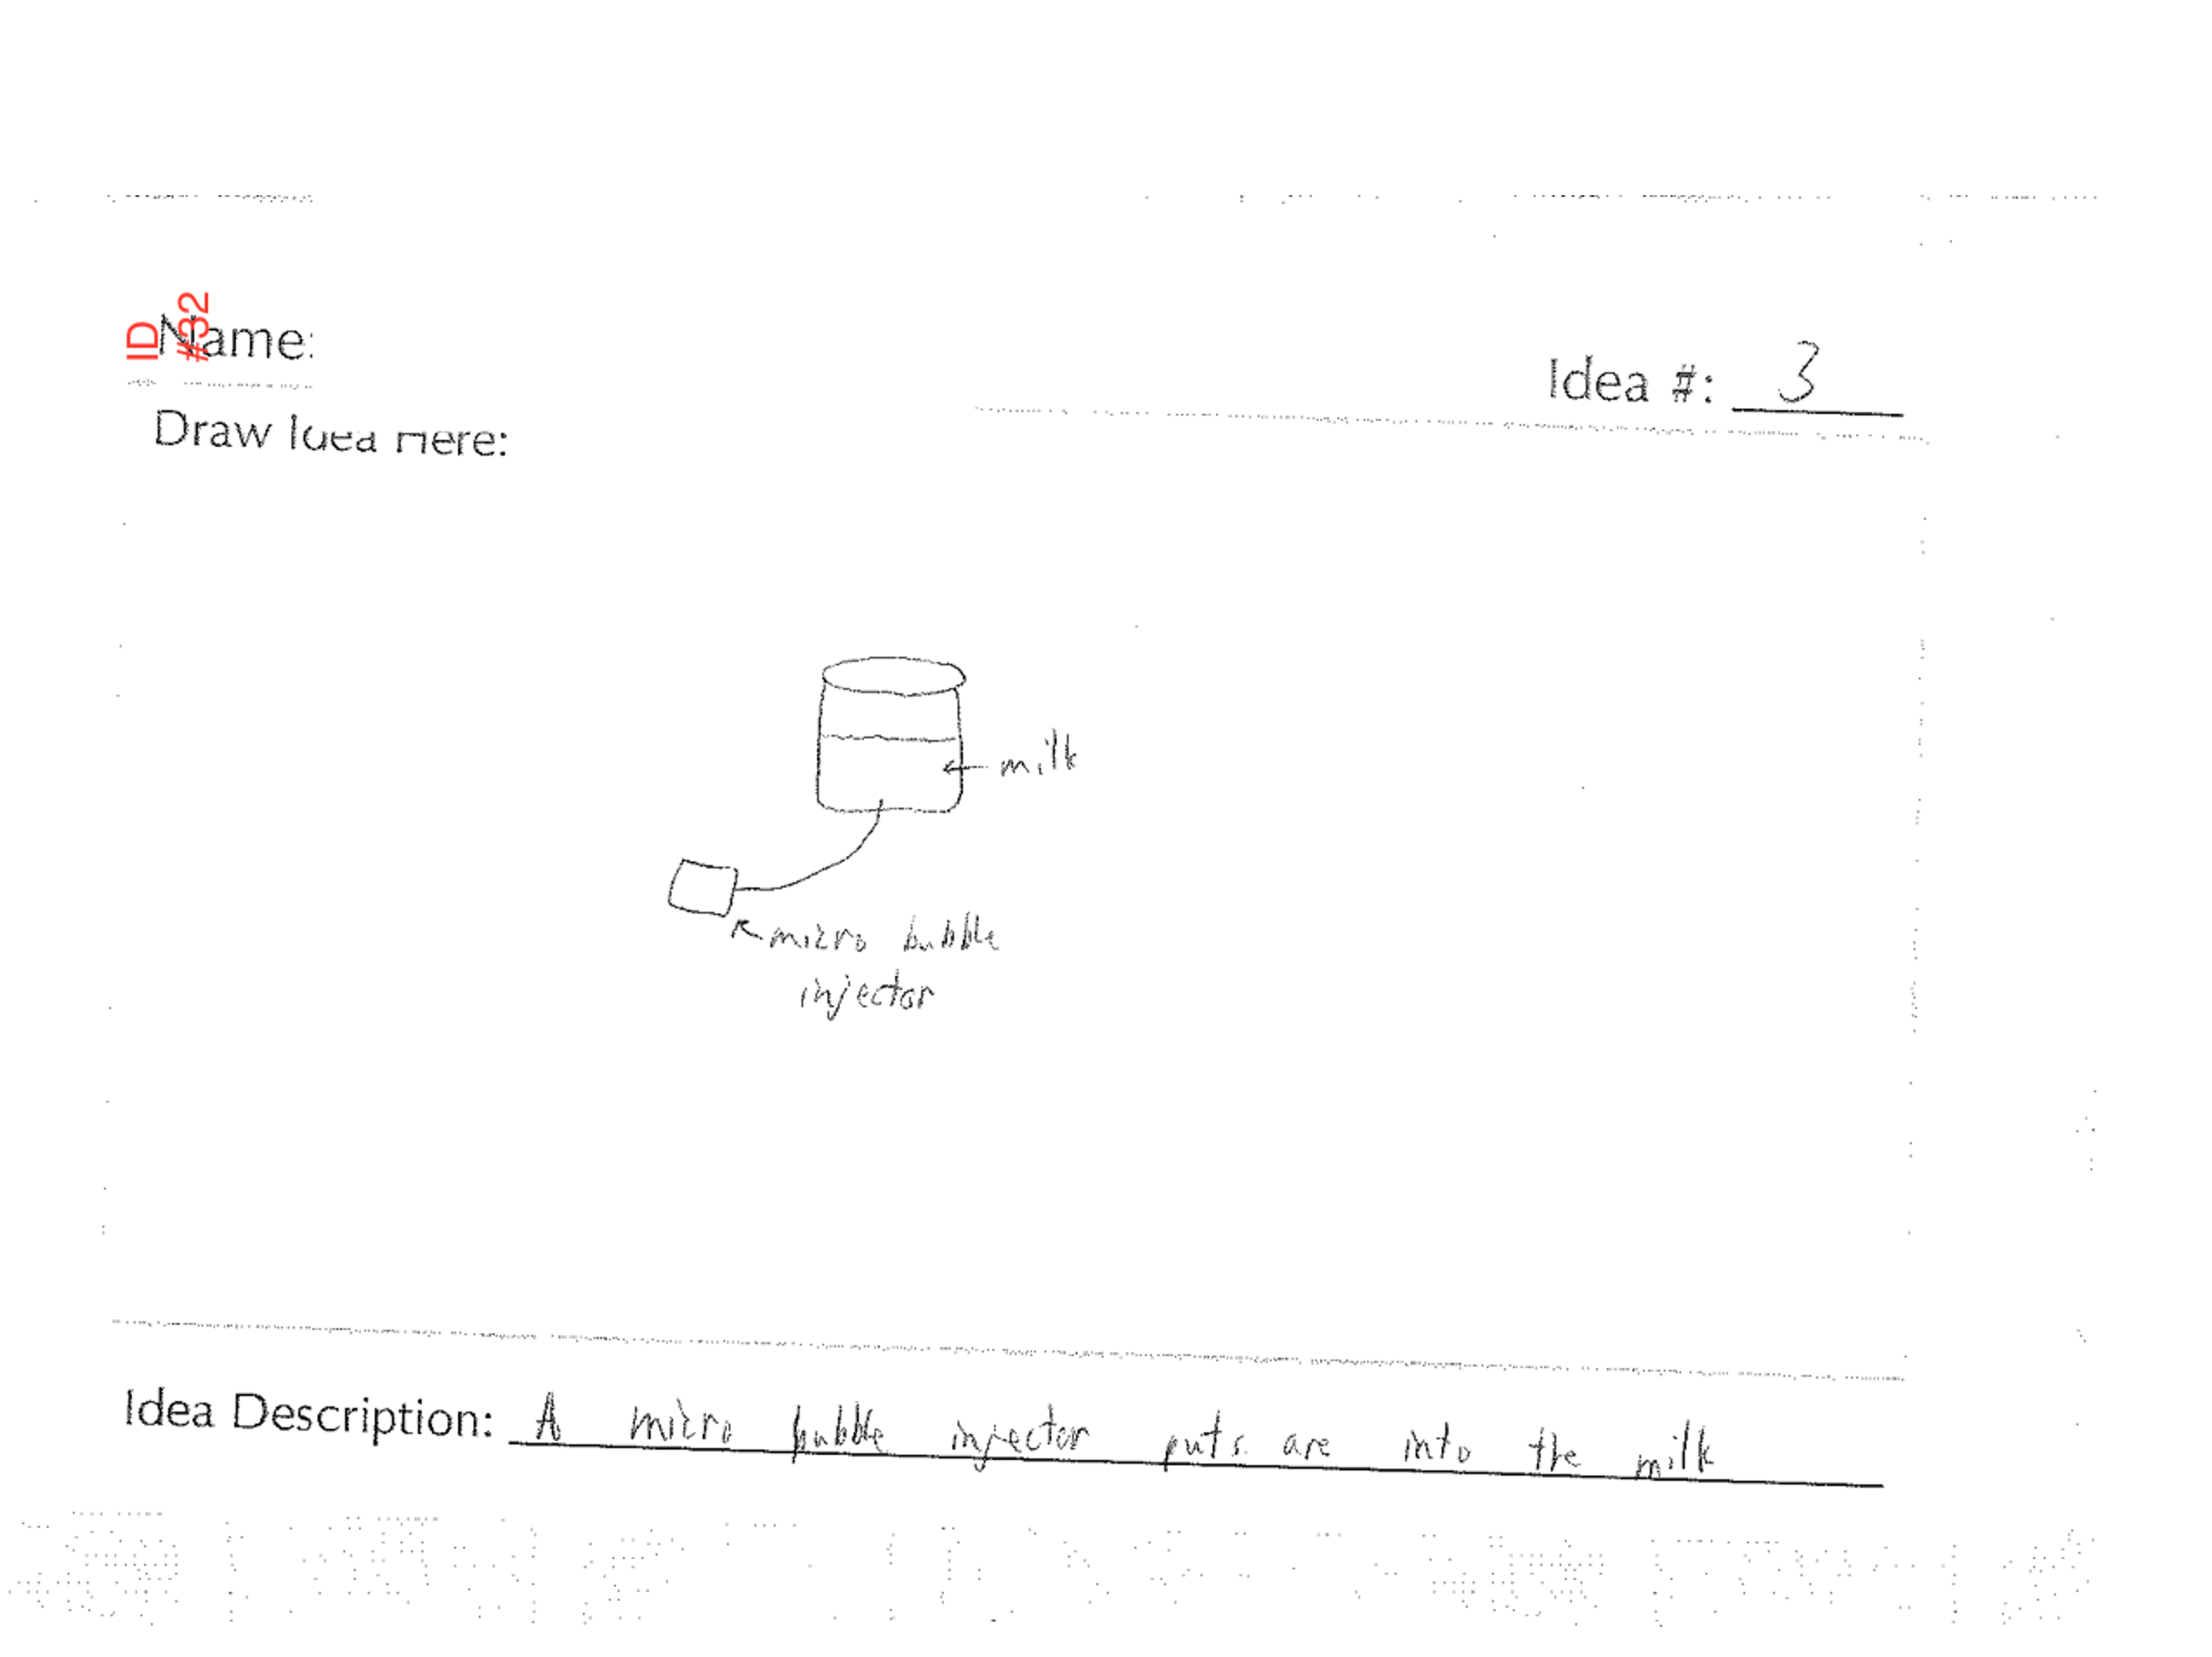 ID
#32
Name:
Idea #: 3
Draw Idea Here:
milk
micro bubble
injector
Idea Description: A micro bubble injector puts are into the milk